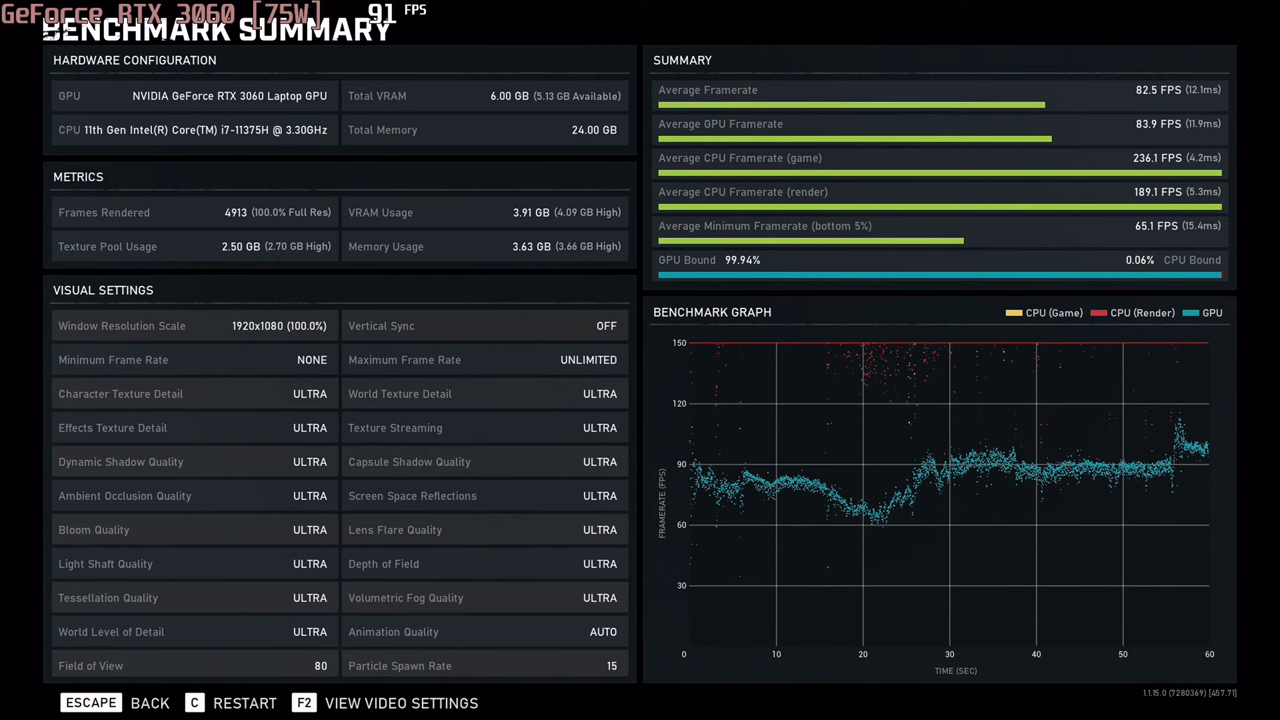 GeForce RTX 3060 [75W] 91 FPS
BENCHMARK SUMMARY
HARDWARE CONFIGURATION
GPU NVIDIA GeForce RTX 3060 Laptop GPU Total VRAM 6.00 GB (5.13 GB Available)
CPU 11th Gen Intel(R) Core(TM) i7-11375H @ 3.30GHz Total Memory 24.00 GB
METRICS
Frames Rendered 4913 (100.0% Full Res) VRAM Usage 3.91 GB (4.09 GB High)
Texture Pool Usage 2.50 GB (2.70 GB High) Memory Usage 3.63 GB (3.66 GB High)
VISUAL SETTINGS
Window Resolution Scale 1920x1080 (100.0%) Vertical Sync OFF
Minimum Frame Rate NONE Maximum Frame Rate UNLIMITED
Character Texture Detail ULTRA World Texture Detail ULTRA
Effects Texture Detail ULTRA Texture Streaming ULTRA
Dynamic Shadow Quality ULTRA Capsule Shadow Quality ULTRA
Ambient Occlusion Quality ULTRA Screen Space Reflections ULTRA
Bloom Quality ULTRA Lens Flare Quality ULTRA
Light Shaft Quality ULTRA Depth of Field ULTRA
Tessellation Quality ULTRA Volumetric Fog Quality ULTRA
World Level of Detail ULTRA Animation Quality AUTO
Field of View 80 Particle Spawn Rate 15
SUMMARY
Average Framerate 82.5 FPS (12.1ms)
Average GPU Framerate 83.9 FPS (11.9ms)
Average CPU Framerate (game) 236.1 FPS (4.2ms)
Average CPU Framerate (render) 189.1 FPS (5.3ms)
Average Minimum Framerate (bottom 5%) 65.1 FPS (15.4ms)
GPU Bound 99.94% 0.06% CPU Bound
BENCHMARK GRAPH CPU (Game) CPU (Render) GPU
150
120
90
60
30
FRAMERATE (FPS)
0 10 20 30 40 50 60
TIME (SEC)
ESCAPE BACK C RESTART F2 VIEW VIDEO SETTINGS
1.1.15.0 (7280369) [457.71]